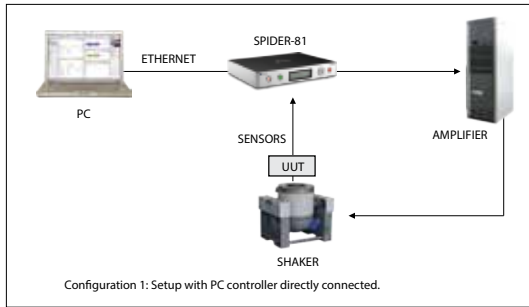 SPIDER-81
ETHERNET
PC
AMPLIFIER
SENSORS
UUT
SHAKER
Configuration 1: Setup with PC controller directly connected.